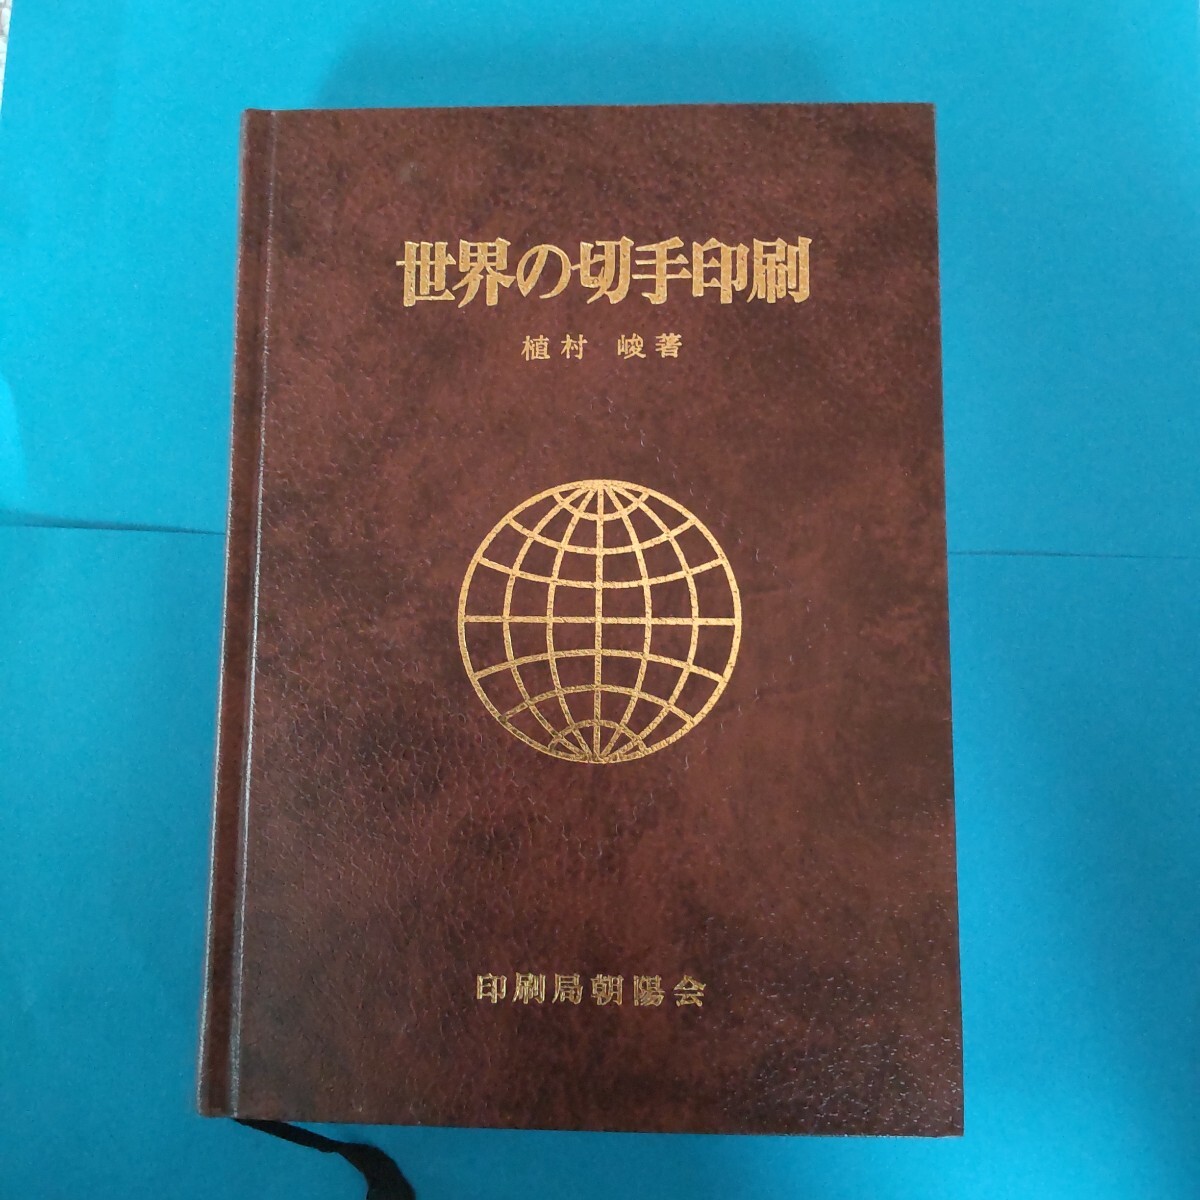 世界の切手印刷
植村 峻著
印刷局朝陽会